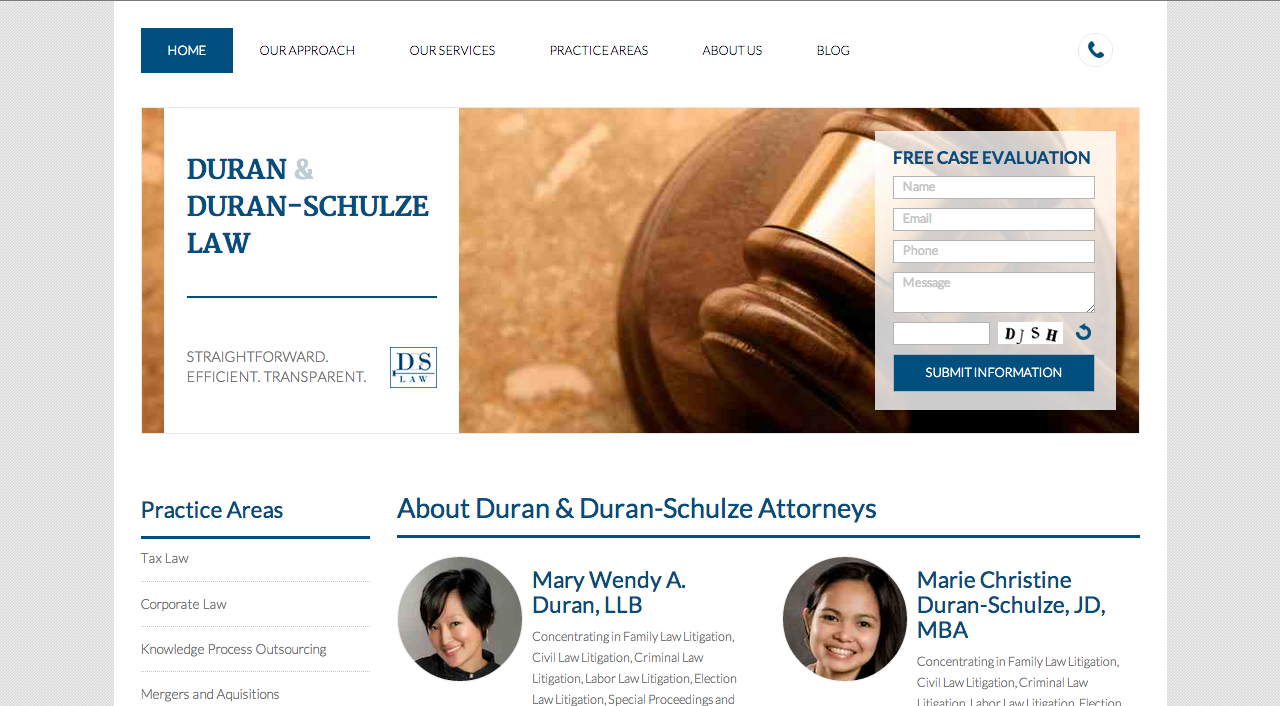 HOME
OUR APPROACH
OUR SERVICES
PRACTICE AREAS
ABOUT US
BLOG
DURAN &
DURAN-SCHULZE
LAW
STRAIGHTFORWARD.
EFFICIENT. TRANSPARENT.
DS
LAW
FREE CASE EVALUATION
Name
Email
Phone
Message
DJSH
SUBMIT INFORMATION
Practice Areas
Tax Law
Corporate Law
Knowledge Process Outsourcing
Mergers and Aquisitions
About Duran & Duran-Schulze Attorneys
Mary Wendy A.
Duran, LLB
Concentrating in Family Law Litigation,
Civil Law Litigation, Criminal Law
Litigation, Labor Law Litigation, Election
Law Litigation, Special Proceedings and
Marie Christine
Duran-Schulze, JD,
MBA
Concentrating in Family Law Litigation,
Civil Law Litigation, Criminal Law
Litigation, Labor Law Litigation, Election